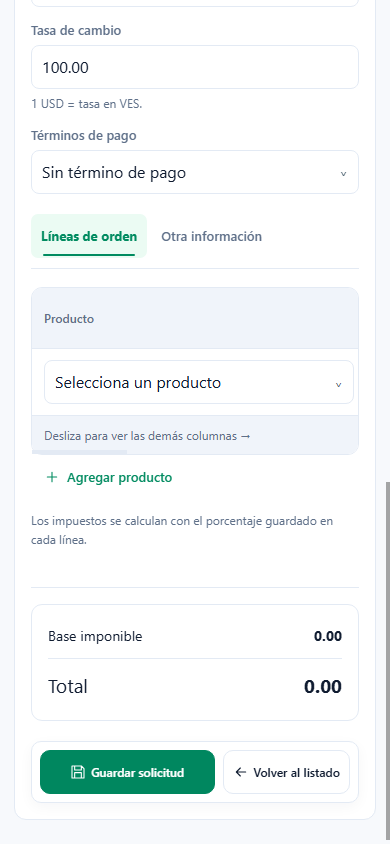 Tasa de cambio
100.00
1 USD = tasa en VES.
Términos de pago
Sin término de pago
Líneas de orden Otra información
Producto
Selecciona un producto
Desliza para ver las demás columnas →
+ Agregar producto
Los impuestos se calculan con el porcentaje guardado en
cada línea.
Base imponible 0.00
Total 0.00
Guardar solicitud ← Volver al listado